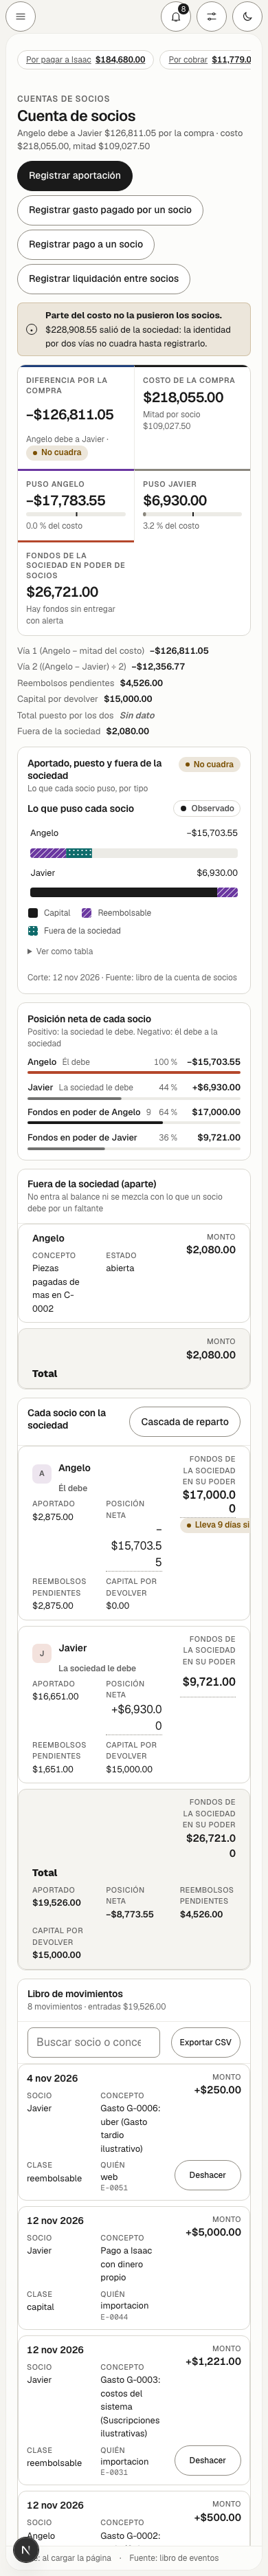 8
Por pagar a Isaac $184,680.00
Por cobrar $11,779.0
CUENTAS DE SOCIOS
Cuenta de socios
Angelo debe a Javier $126,811.05 por la compra · costo
$218,055.00, mitad $109,027.50
Registrar aportación
Registrar gasto pagado por un socio
Registrar pago a un socio
Registrar liquidación entre socios
Parte del costo no la pusieron los socios.
$228,908.55 salió de la sociedad: la identidad
por dos vías no cuadra hasta registrarlo.
DIFERENCIA POR LA
COMPRA
−$126,811.05
Angelo debe a Javier ·
No cuadra
COSTO DE LA COMPRA
$218,055.00
Mitad por socio
$109,027.50
PUSO ANGELO
−$17,783.55
0.0 % del costo
PUSO JAVIER
$6,930.00
3.2 % del costo
FONDOS DE LA
SOCIEDAD EN PODER DE
SOCIOS
$26,721.00
Hay fondos sin entregar
con alerta
Vía 1 (Angelo − mitad del costo) −$126,811.05
Vía 2 ((Angelo − Javier) ÷ 2) −$12,356.77
Reembolsos pendientes $4,526.00
Capital por devolver $15,000.00
Total puesto por los dos Sin dato
Fuera de la sociedad $2,080.00
Aportado, puesto y fuera de la
sociedad
No cuadra
Lo que cada socio puso, por tipo
Lo que puso cada socio
Observado
Angelo −$15,703.55
Javier $6,930.00
Capital
Reembolsable
Fuera de la sociedad
Ver como tabla
Corte: 12 nov 2026 · Fuente: libro de la cuenta de socios
Posición neta de cada socio
Positivo: la sociedad le debe. Negativo: él debe a la
sociedad
Angelo Él debe 100 % −$15,703.55
Javier La sociedad le debe 44 % +$6,930.00
Fondos en poder de Angelo 9 64 % $17,000.00
Fondos en poder de Javier 36 % $9,721.00
Fuera de la sociedad (aparte)
No entra al balance ni se mezcla con lo que un socio
debe por un faltante
Angelo
MONTO
$2,080.00
CONCEPTO
Piezas
pagadas de
mas en C-
0002
ESTADO
abierta
MONTO
$2,080.00
Total
Cada socio con la
sociedad
Cascada de reparto
A
Angelo
Él debe
FONDOS DE
LA SOCIEDAD
EN SU PODER
$17,000.0
0
Lleva 9 días si
APORTADO
$2,875.00
POSICIÓN
NETA
−
$15,703.5
5
REEMBOLSOS
PENDIENTES
$2,875.00
CAPITAL POR
DEVOLVER
$0.00
J
Javier
La sociedad le debe
FONDOS DE
LA SOCIEDAD
EN SU PODER
$9,721.00
APORTADO
$16,651.00
POSICIÓN
NETA
+$6,930.0
0
REEMBOLSOS
PENDIENTES
$1,651.00
CAPITAL POR
DEVOLVER
$15,000.00
FONDOS DE
LA SOCIEDAD
EN SU PODER
$26,721.0
0
Total
APORTADO
$19,526.00
POSICIÓN
NETA
−$8,773.55
REEMBOLSOS
PENDIENTES
$4,526.00
CAPITAL POR
DEVOLVER
$15,000.00
Libro de movimientos
8 movimientos · entradas $19,526.00
Buscar socio o conce
Exportar CSV
4 nov 2026
MONTO
+$250.00
SOCIO
Javier
CONCEPTO
Gasto G-0006:
uber (Gasto
tardio
ilustrativo)
CLASE
reembolsable
QUIÉN
web
E-0051
Deshacer
12 nov 2026
MONTO
+$5,000.00
SOCIO
Javier
CONCEPTO
Pago a Isaac
con dinero
propio
CLASE
capital
QUIÉN
importacion
E-0044
12 nov 2026
MONTO
+$1,221.00
SOCIO
Javier
CONCEPTO
Gasto G-0003:
costos del
sistema
(Suscripciones
ilustrativas)
CLASE
reembolsable
QUIÉN
importacion
E-0031
Deshacer
12 nov 2026
MONTO
+$500.00
SOCIO
Angelo
CONCEPTO
Gasto G-0002:
N
al cargar la página · Fuente: libro de eventos